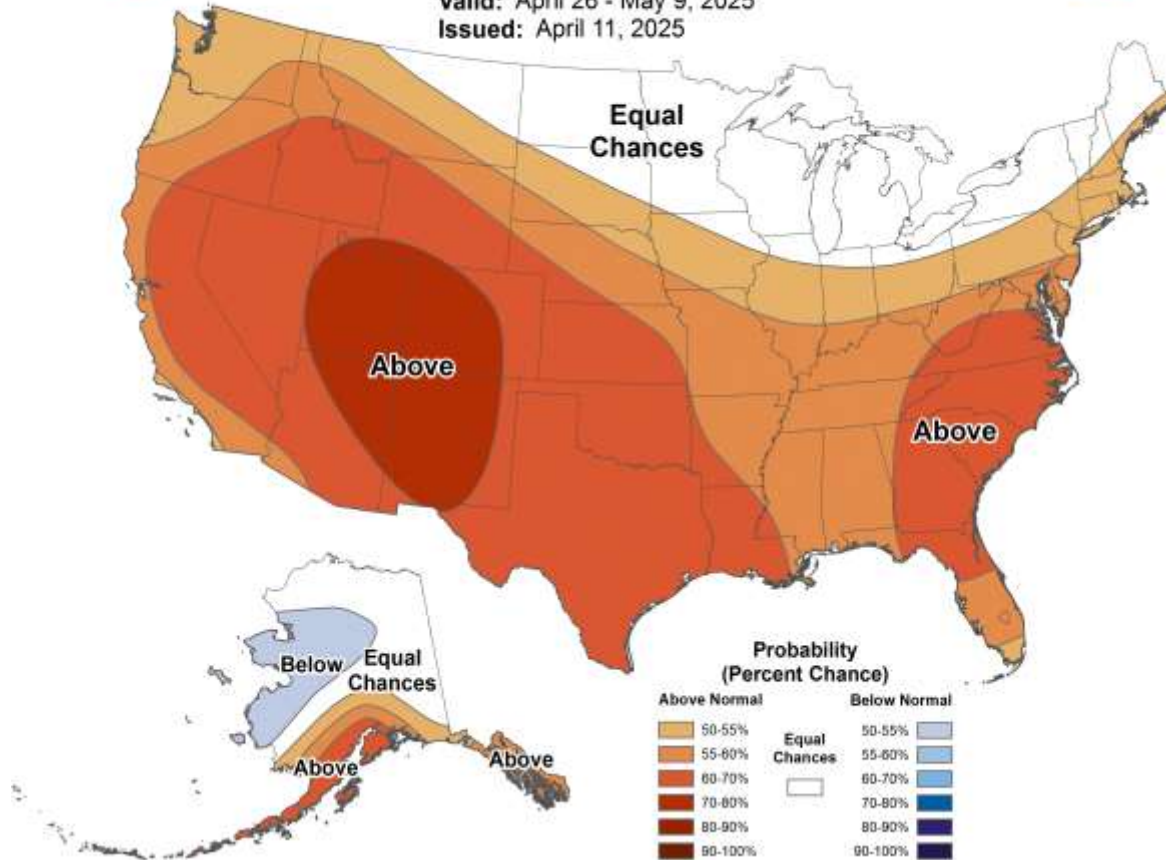 Valid: April 26 - May 9, 2025
Issued: April 11, 2025
Equal
Chances
Above
Above
Below
Equal
Chances
Above
Above
Probability
(Percent Chance)
Above Normal
Below Normal
50-55%
55-60%
60-70%
70-80%
80-90%
90-100%
Equal
Chances
50-55%
55-60%
60-70%
70-80%
80-90%
90-100%